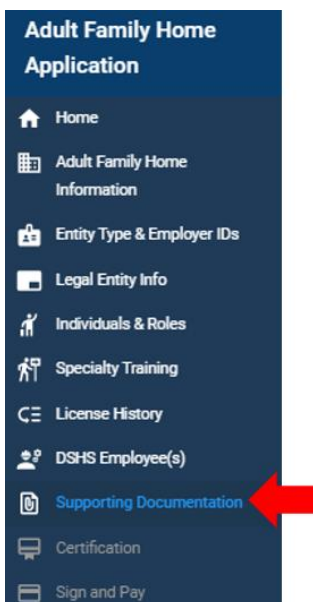 Adult Family Home
Application
Home
Adult Family Home
Information
Entity Type & Employer IDs
Legal Entity Info
Individuals & Roles
Specialty Training
License History
DSHS Employee(s)
Supporting Documentation
Certification
Sign and Pay